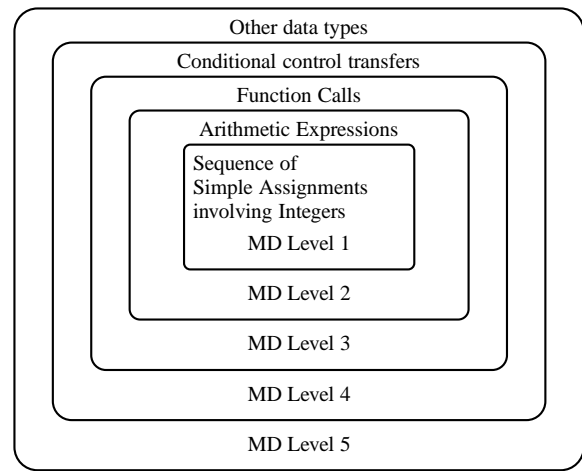 Other data types
Conditional control transfers
Function Calls
Arithmetic Expressions
Sequence of
Simple Assignments
involving Integers
MD Level 1
MD Level 2
MD Level 3
MD Level 4
MD Level 5